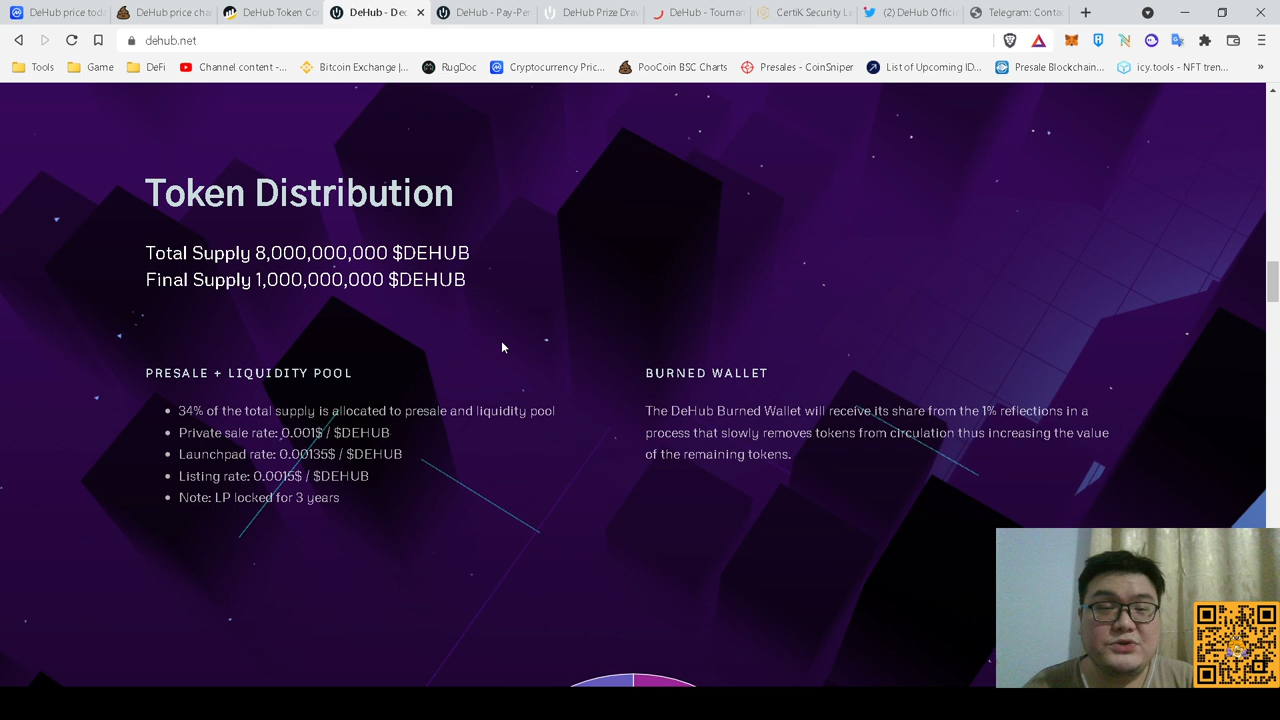 DeHub price toda
DeHub price cha
DeHub Token Co
DeHub - Dec
DeHub - Pay-Per
DeHub Prize Draw
DeHub - Tournam
CertiK Security Le
(2) DeHub Offici
Telegram: Contac
dehub.net
Tools
Game
DeFi
Channel content -...
Bitcoin Exchange |...
RugDoc
Cryptocurrency Pric...
PooCoin BSC Charts
Presales - CoinSniper
List of Upcoming ID...
Presale Blockchain...
icy.tools - NFT tren...
»
Token Distribution
Total Supply 8,000,000,000 $DEHUB
Final Supply 1,000,000,000 $DEHUB
PRESALE + LIQUIDITY POOL
34% of the total supply is allocated to presale and liquidity pool
Private sale rate: 0.001$ / $DEHUB
Launchpad rate: 0.00135$ / $DEHUB
Listing rate: 0.0015$ / $DEHUB
Note: LP locked for 3 years
BURNED WALLET
The DeHub Burned Wallet will receive its share from the 1% reflections in a
process that slowly removes tokens from circulation thus increasing the value
of the remaining tokens.